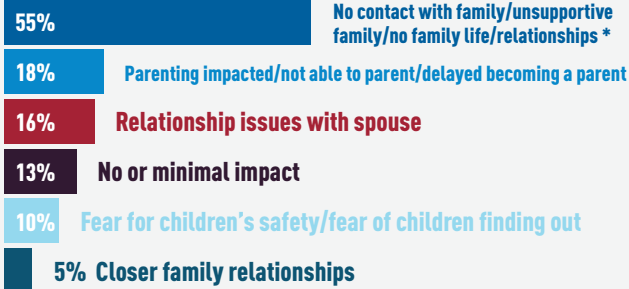 55% No contact with family/unsupportive
family/no family life/relationships *
18% Parenting impacted/not able to parent/delayed becoming a parent
16% Relationship issues with spouse
13% No or minimal impact
10% Fear for children’s safety/fear of children finding out
5% Closer family relationships